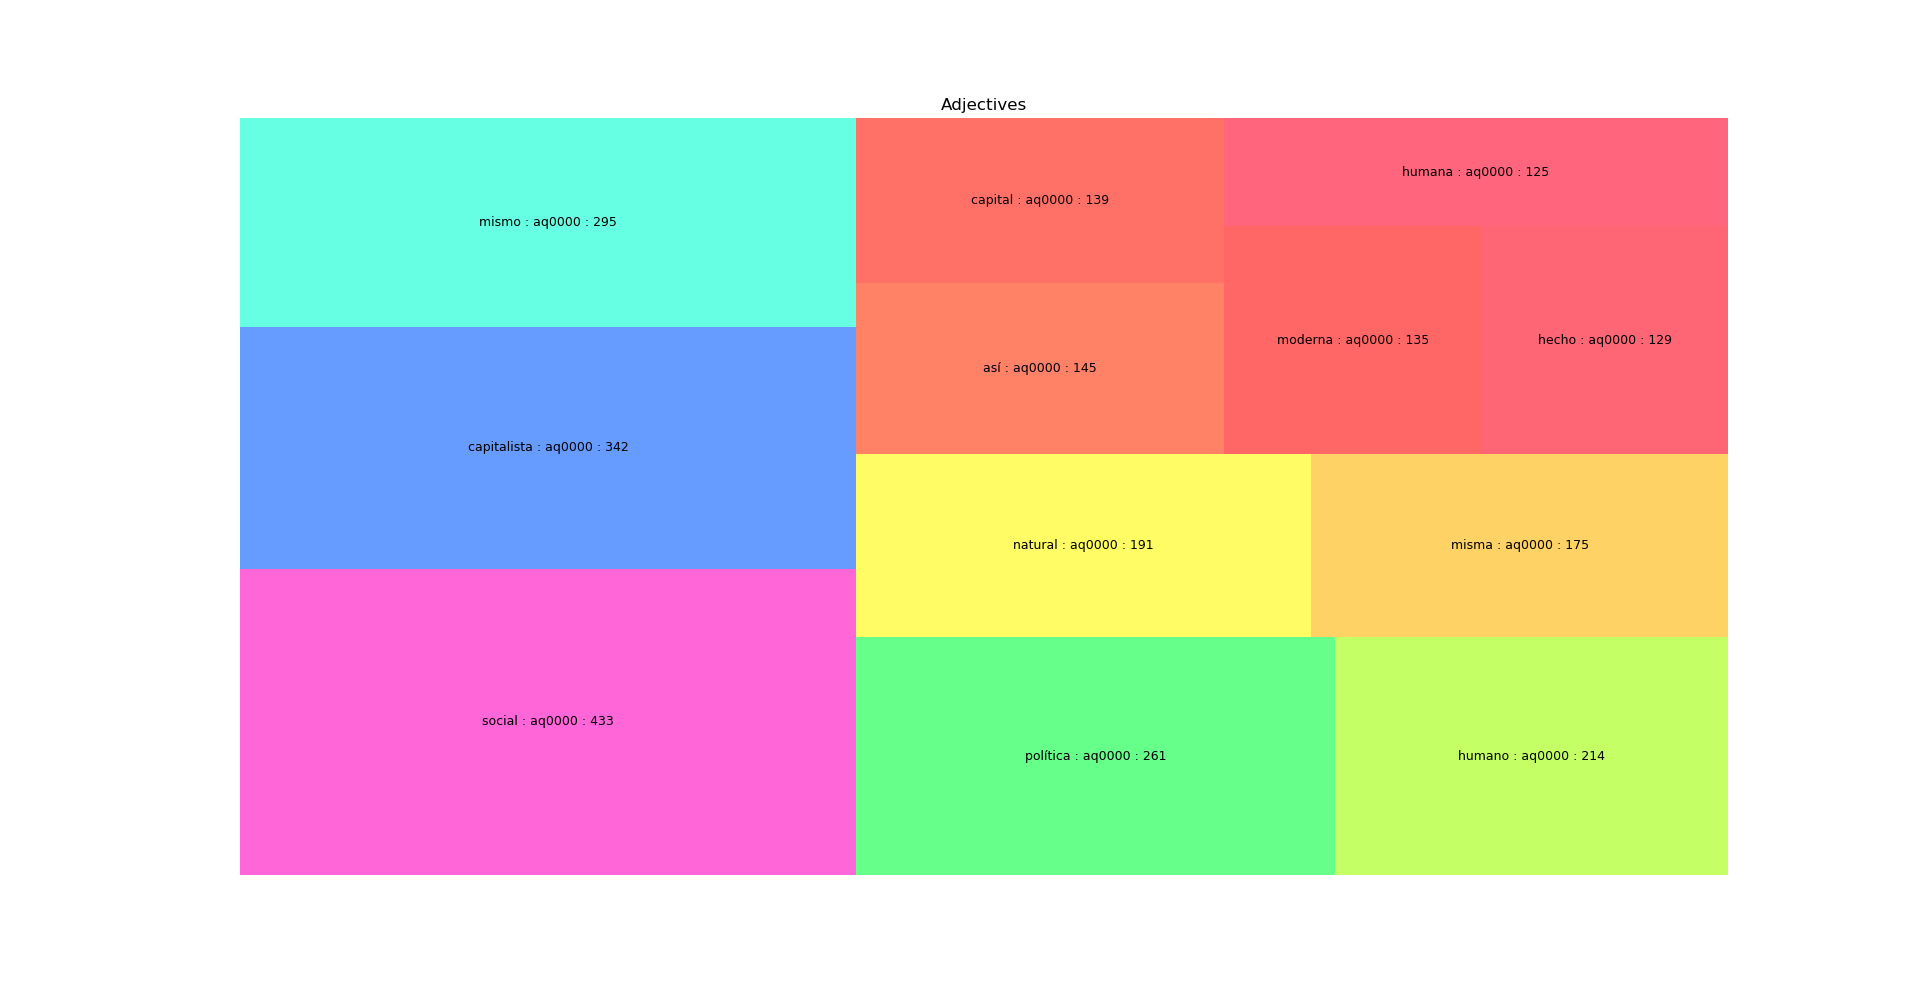 Adjectives
mismo : aq0000 : 295
capitalista : aq0000 : 342
social : aq0000 : 433
capital : aq0000 : 139
así : aq0000 : 145
humana : aq0000 : 125
moderna : aq0000 : 135
hecho : aq0000 : 129
natural : aq0000 : 191
misma : aq0000 : 175
política : aq0000 : 261
humano : aq0000 : 214